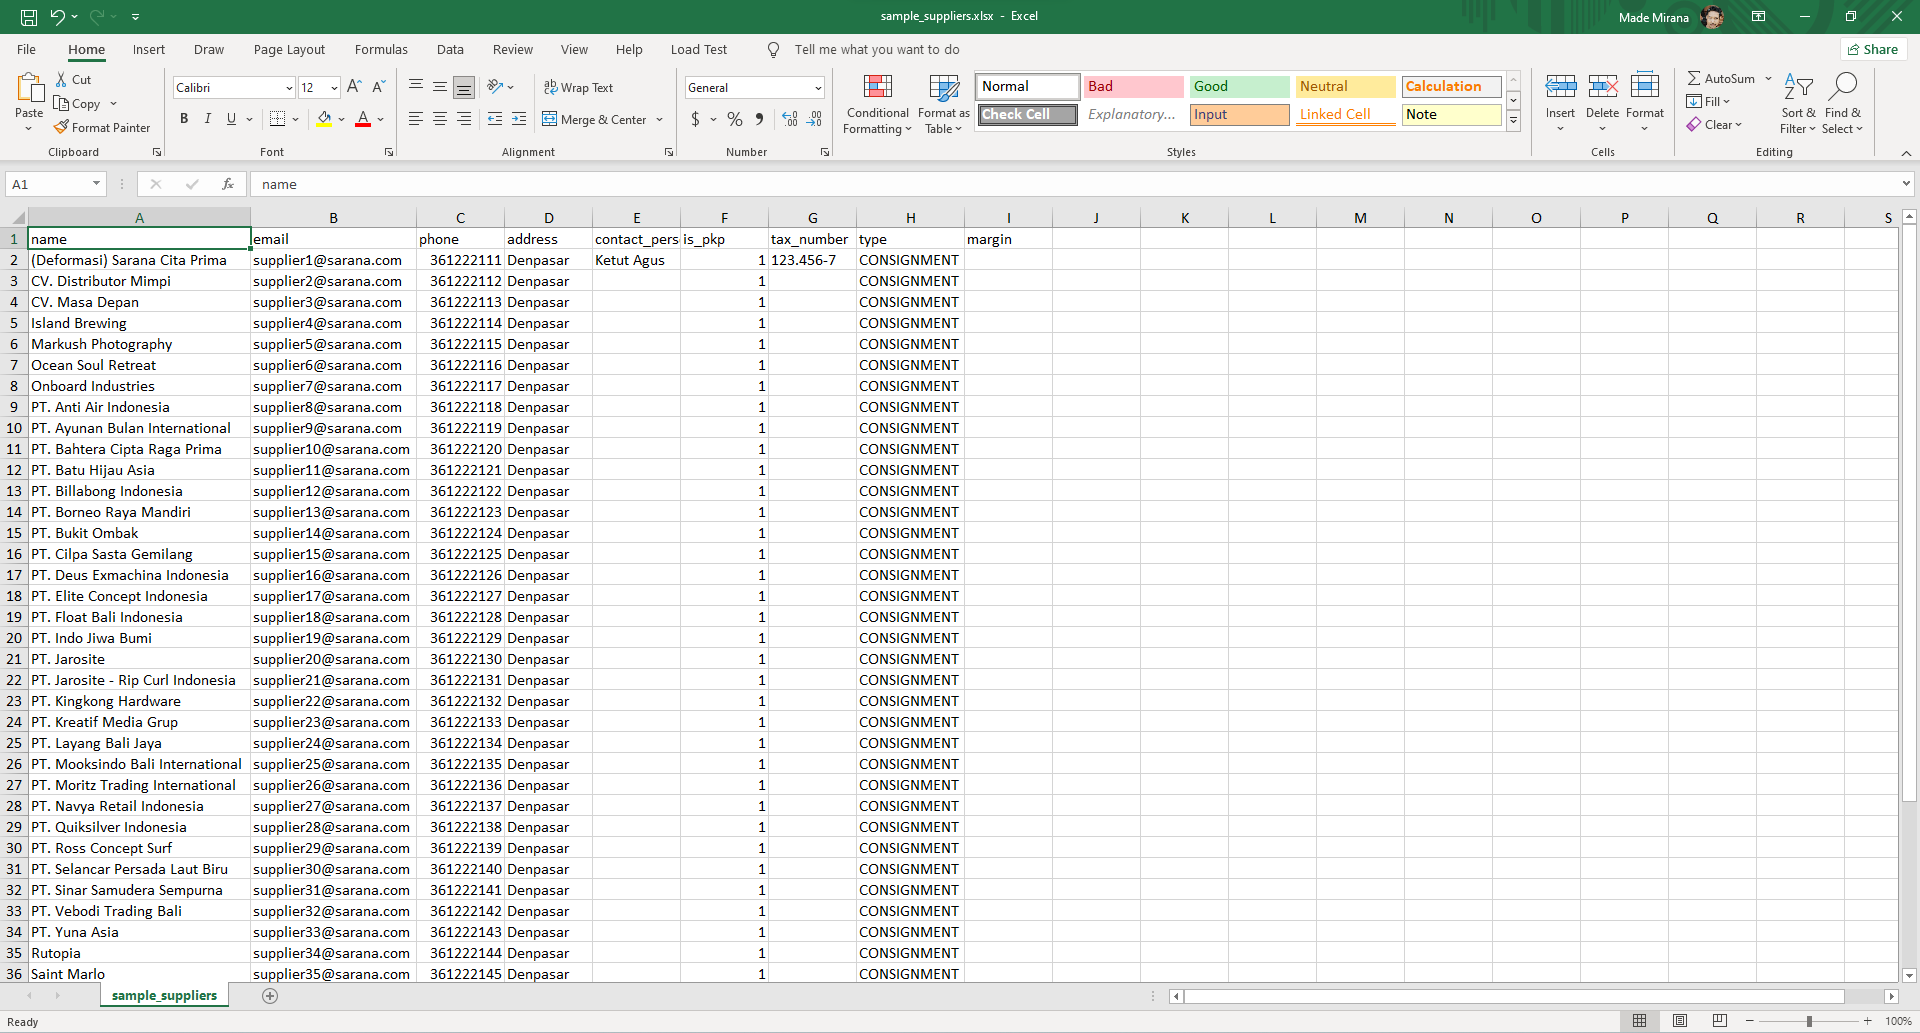 sample_suppliers.xlsx - Excel
Made Mirana
File Home Insert Draw Page Layout Formulas Data Review View Help Load Test Tell me what you want to do Share
Paste
Cut
Copy
Format Painter
Clipboard
Calibri 12
B I U
Font
Wrap Text
Merge & Center
Alignment
General
$ % ,
Number
Conditional Formatting
Format as Table
Normal Bad Good Neutral Calculation
Check Cell Explanatory... Input Linked Cell Note
Styles
Insert Delete Format
Cells
AutoSum
Fill
Clear
Sort & Filter
Find & Select
Editing
A1 fx name
A B C D E F G H I J K L M N O P Q R S
1 name email phone address contact_pers is_pkp tax_number type margin
2 (Deformasi) Sarana Cita Prima supplier1@sarana.com 361222111 Denpasar Ketut Agus 1 123.456-7 CONSIGNMENT
3 CV. Distributor Mimpi supplier2@sarana.com 361222112 Denpasar 1 CONSIGNMENT
4 CV. Masa Depan supplier3@sarana.com 361222113 Denpasar 1 CONSIGNMENT
5 Island Brewing supplier4@sarana.com 361222114 Denpasar 1 CONSIGNMENT
6 Markush Photography supplier5@sarana.com 361222115 Denpasar 1 CONSIGNMENT
7 Ocean Soul Retreat supplier6@sarana.com 361222116 Denpasar 1 CONSIGNMENT
8 Onboard Industries supplier7@sarana.com 361222117 Denpasar 1 CONSIGNMENT
9 PT. Anti Air Indonesia supplier8@sarana.com 361222118 Denpasar 1 CONSIGNMENT
10 PT. Ayunan Bulan International supplier9@sarana.com 361222119 Denpasar 1 CONSIGNMENT
11 PT. Bahtera Cipta Raga Prima supplier10@sarana.com 361222120 Denpasar 1 CONSIGNMENT
12 PT. Batu Hijau Asia supplier11@sarana.com 361222121 Denpasar 1 CONSIGNMENT
13 PT. Billabong Indonesia supplier12@sarana.com 361222122 Denpasar 1 CONSIGNMENT
14 PT. Borneo Raya Mandiri supplier13@sarana.com 361222123 Denpasar 1 CONSIGNMENT
15 PT. Bukit Ombak supplier14@sarana.com 361222124 Denpasar 1 CONSIGNMENT
16 PT. Cilpa Sasta Gemilang supplier15@sarana.com 361222125 Denpasar 1 CONSIGNMENT
17 PT. Deus Exmachina Indonesia supplier16@sarana.com 361222126 Denpasar 1 CONSIGNMENT
18 PT. Elite Concept Indonesia supplier17@sarana.com 361222127 Denpasar 1 CONSIGNMENT
19 PT. Float Bali Indonesia supplier18@sarana.com 361222128 Denpasar 1 CONSIGNMENT
20 PT. Indo Jiwa Bumi supplier19@sarana.com 361222129 Denpasar 1 CONSIGNMENT
21 PT. Jarosite supplier20@sarana.com 361222130 Denpasar 1 CONSIGNMENT
22 PT. Jarosite - Rip Curl Indonesia supplier21@sarana.com 361222131 Denpasar 1 CONSIGNMENT
23 PT. Kingkong Hardware supplier22@sarana.com 361222132 Denpasar 1 CONSIGNMENT
24 PT. Kreatif Media Grup supplier23@sarana.com 361222133 Denpasar 1 CONSIGNMENT
25 PT. Layang Bali Jaya supplier24@sarana.com 361222134 Denpasar 1 CONSIGNMENT
26 PT. Mooksindo Bali International supplier25@sarana.com 361222135 Denpasar 1 CONSIGNMENT
27 PT. Moritz Trading International supplier26@sarana.com 361222136 Denpasar 1 CONSIGNMENT
28 PT. Navya Retail Indonesia supplier27@sarana.com 361222137 Denpasar 1 CONSIGNMENT
29 PT. Quiksilver Indonesia supplier28@sarana.com 361222138 Denpasar 1 CONSIGNMENT
30 PT. Ross Concept Surf supplier29@sarana.com 361222139 Denpasar 1 CONSIGNMENT
31 PT. Selancar Persada Laut Biru supplier30@sarana.com 361222140 Denpasar 1 CONSIGNMENT
32 PT. Sinar Samudera Sempurna supplier31@sarana.com 361222141 Denpasar 1 CONSIGNMENT
33 PT. Vebodi Trading Bali supplier32@sarana.com 361222142 Denpasar 1 CONSIGNMENT
34 PT. Yuna Asia supplier33@sarana.com 361222143 Denpasar 1 CONSIGNMENT
35 Rutopia supplier34@sarana.com 361222144 Denpasar 1 CONSIGNMENT
36 Saint Marlo supplier35@sarana.com 361222145 Denpasar 1 CONSIGNMENT
sample_suppliers
Ready 100%